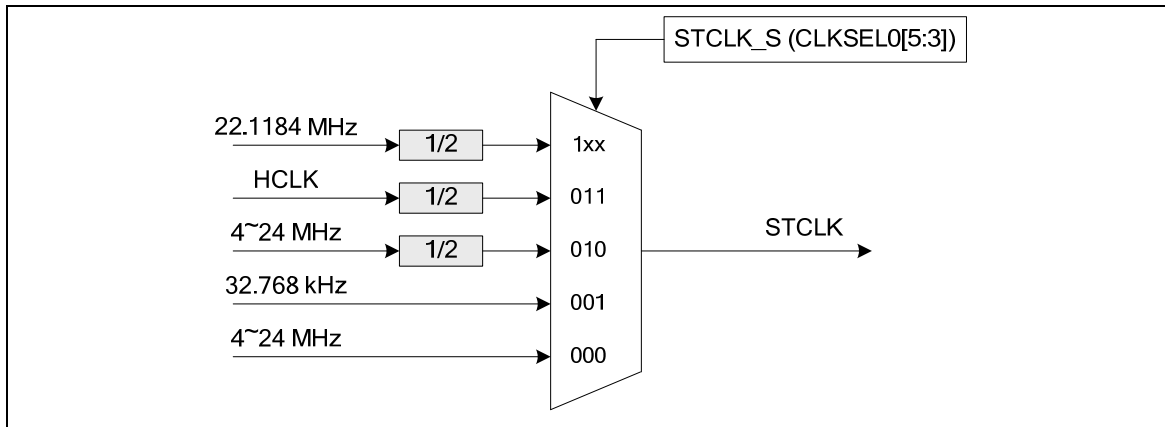 STCLK_S (CLKSEL0[5:3])
22.1184 MHz
1/2
1xx
HCLK
1/2
011
4~24 MHz
1/2
010
STCLK
32.768 kHz
001
4~24 MHz
000